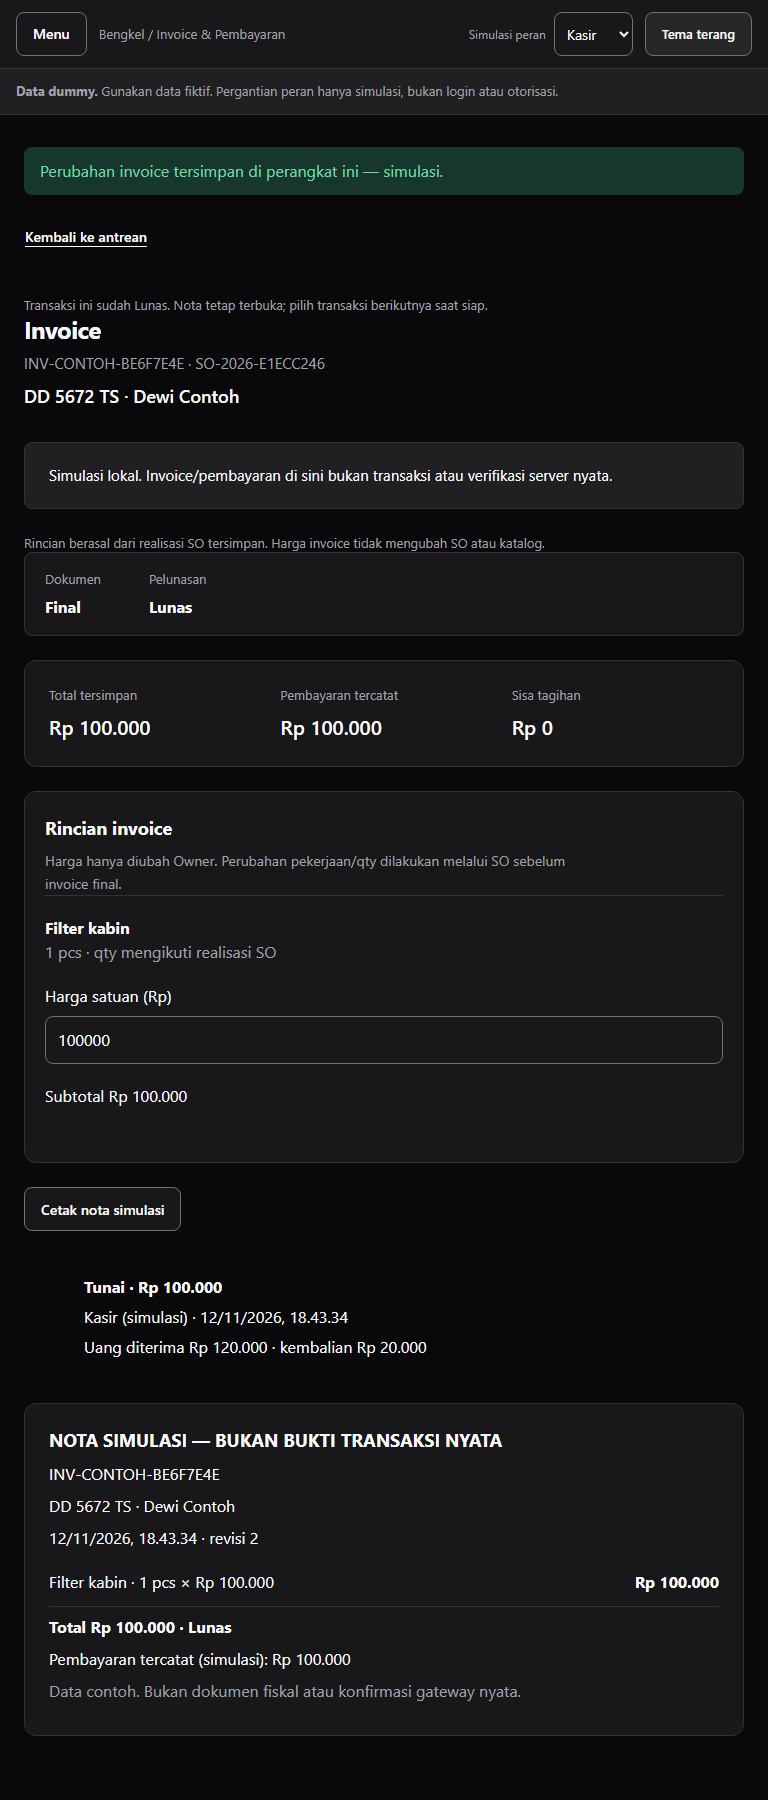 Menu
Bengkel / Invoice & Pembayaran
Simulasi peran
Kasir
Tema terang
Data dummy. Gunakan data fiktif. Pergantian peran hanya simulasi, bukan login atau otorisasi.
Perubahan invoice tersimpan di perangkat ini — simulasi.
Kembali ke antrean
Transaksi ini sudah Lunas. Nota tetap terbuka; pilih transaksi berikutnya saat siap.
Invoice
INV-CONTOH-BE6F7E4E · SO-2026-E1ECC246
DD 5672 TS · Dewi Contoh
Simulasi lokal. Invoice/pembayaran di sini bukan transaksi atau verifikasi server nyata.
Rincian berasal dari realisasi SO tersimpan. Harga invoice tidak mengubah SO atau katalog.
Dokumen
Final
Pelunasan
Lunas
Total tersimpan
Rp 100.000
Pembayaran tercatat
Rp 100.000
Sisa tagihan
Rp 0
Rincian invoice
Harga hanya diubah Owner. Perubahan pekerjaan/qty dilakukan melalui SO sebelum
invoice final.
Filter kabin
1 pcs · qty mengikuti realisasi SO
Harga satuan (Rp)
100000
Subtotal Rp 100.000
Cetak nota simulasi
Tunai · Rp 100.000
Kasir (simulasi) · 12/11/2026, 18.43.34
Uang diterima Rp 120.000 · kembalian Rp 20.000
NOTA SIMULASI — BUKAN BUKTI TRANSAKSI NYATA
INV-CONTOH-BE6F7E4E
DD 5672 TS · Dewi Contoh
12/11/2026, 18.43.34 · revisi 2
Filter kabin · 1 pcs × Rp 100.000
Rp 100.000
Total Rp 100.000 · Lunas
Pembayaran tercatat (simulasi): Rp 100.000
Data contoh. Bukan dokumen fiskal atau konfirmasi gateway nyata.